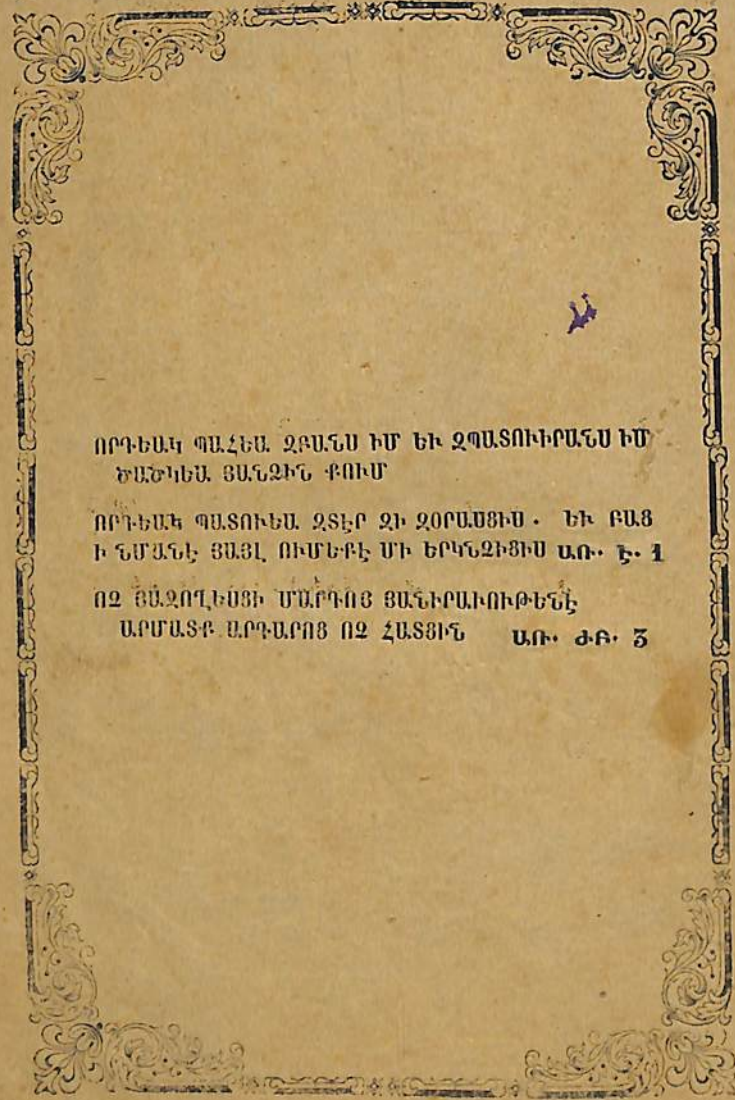 ՈՐԴԵԱԿ ՊԱՀԵԱ ԶԲԱՆՍ ԻՄ ԵՒ ԶՊԱՏՈՒԻՐԱՆՍ ԻՄ
ԾԱԾԿԵԱ ՅԱՆՁԻՆ ՔՈՒՄ
ՈՐԴԵԱԿ ՊԱՏՈՒԵԱ ԶՏԷՐ ԶԻ ԶՕՐԱՍՑԻՍ. ԵՒ ԲԱՑ
Ի ՆՄԱՆԷ ՅԱՅԼ ՈՒՄԵՔԷ ՄԻ ԵՐԿՆՉԻՑԻՍ ԱՌ. Է. 1
ՈՉ ՅԱՋՈՂԵՍՑԻ ՄԱՐԴՈՅ ՅԱՆԻՐԱՒՈՒԹԵՆԷ
ԱՐՄԱՏՔ ԱՐԴԱՐՈՑ ՈՉ ՀԱՏՑԻՆ ԱՌ. ԺԲ. 3